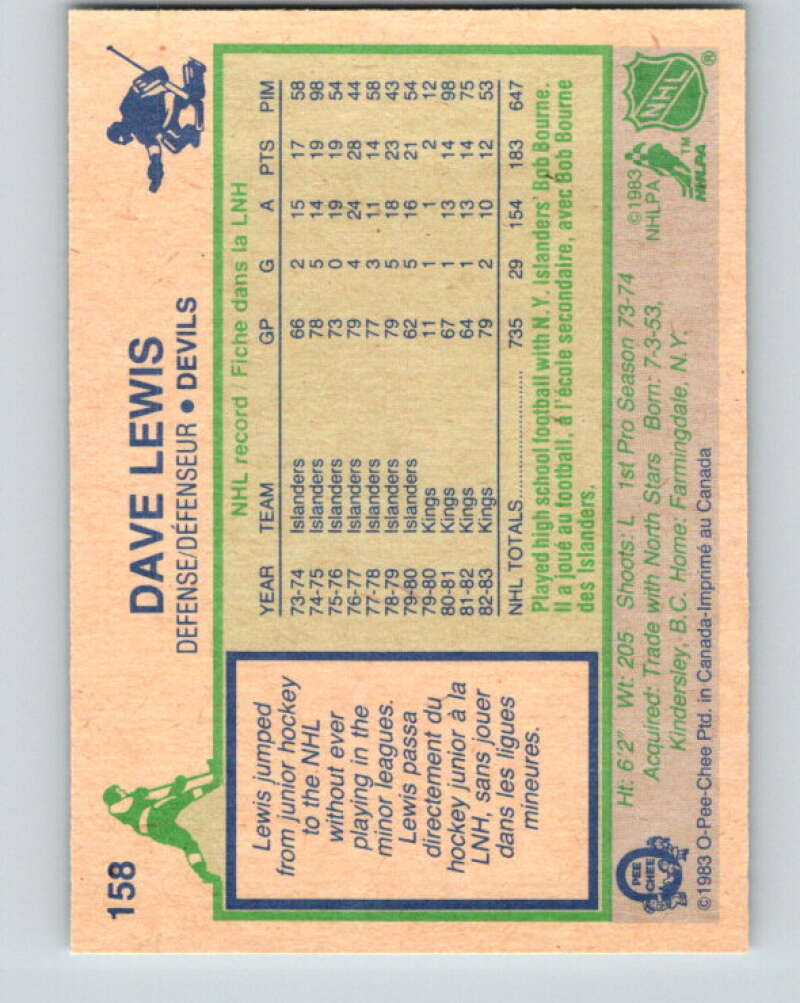 158
DAVE LEWIS
DEFENSE/DÉFENSEUR • DEVILS
Lewis jumped
from junior hockey
to the NHL
without ever
playing in the
minor leagues.
Lewis passa
directement du
hockey junior à la
LNH, sans jouer
dans les ligues
mineures.
NHL record / Fiche dans la LNH
YEAR TEAM GP G A PTS PIM
73-74 Islanders 66 2 15 17 58
74-75 Islanders 78 5 14 19 98
75-76 Islanders 73 0 19 19 54
76-77 Islanders 79 4 24 28 44
77-78 Islanders 77 3 11 14 58
78-79 Islanders 79 5 18 23 43
79-80 Islanders 62 5 16 21 54
79-80 Kings 11 1 1 2 12
80-81 Kings 67 1 13 14 98
81-82 Kings 64 1 13 14 75
82-83 Kings 79 2 10 12 53
NHL TOTALS 735 29 154 183 647
Played high school football with N.Y. Islanders' Bob Bourne.
Il a joué au football, à l'école secondaire, avec Bob Bourne
des Islanders.
Ht: 6'2" Wt: 205 Shoots: L 1st Pro Season 73-74
Acquired: Trade with North Stars Born: 7-3-53,
Kindersley, B.C. Home: Farmingdale, N.Y.
©1983 O-Pee-Chee Ptd. in Canada-Imprimé au Canada
O PEE CHEE
©1983
NHLPA
NHLPA TM
NHL ®